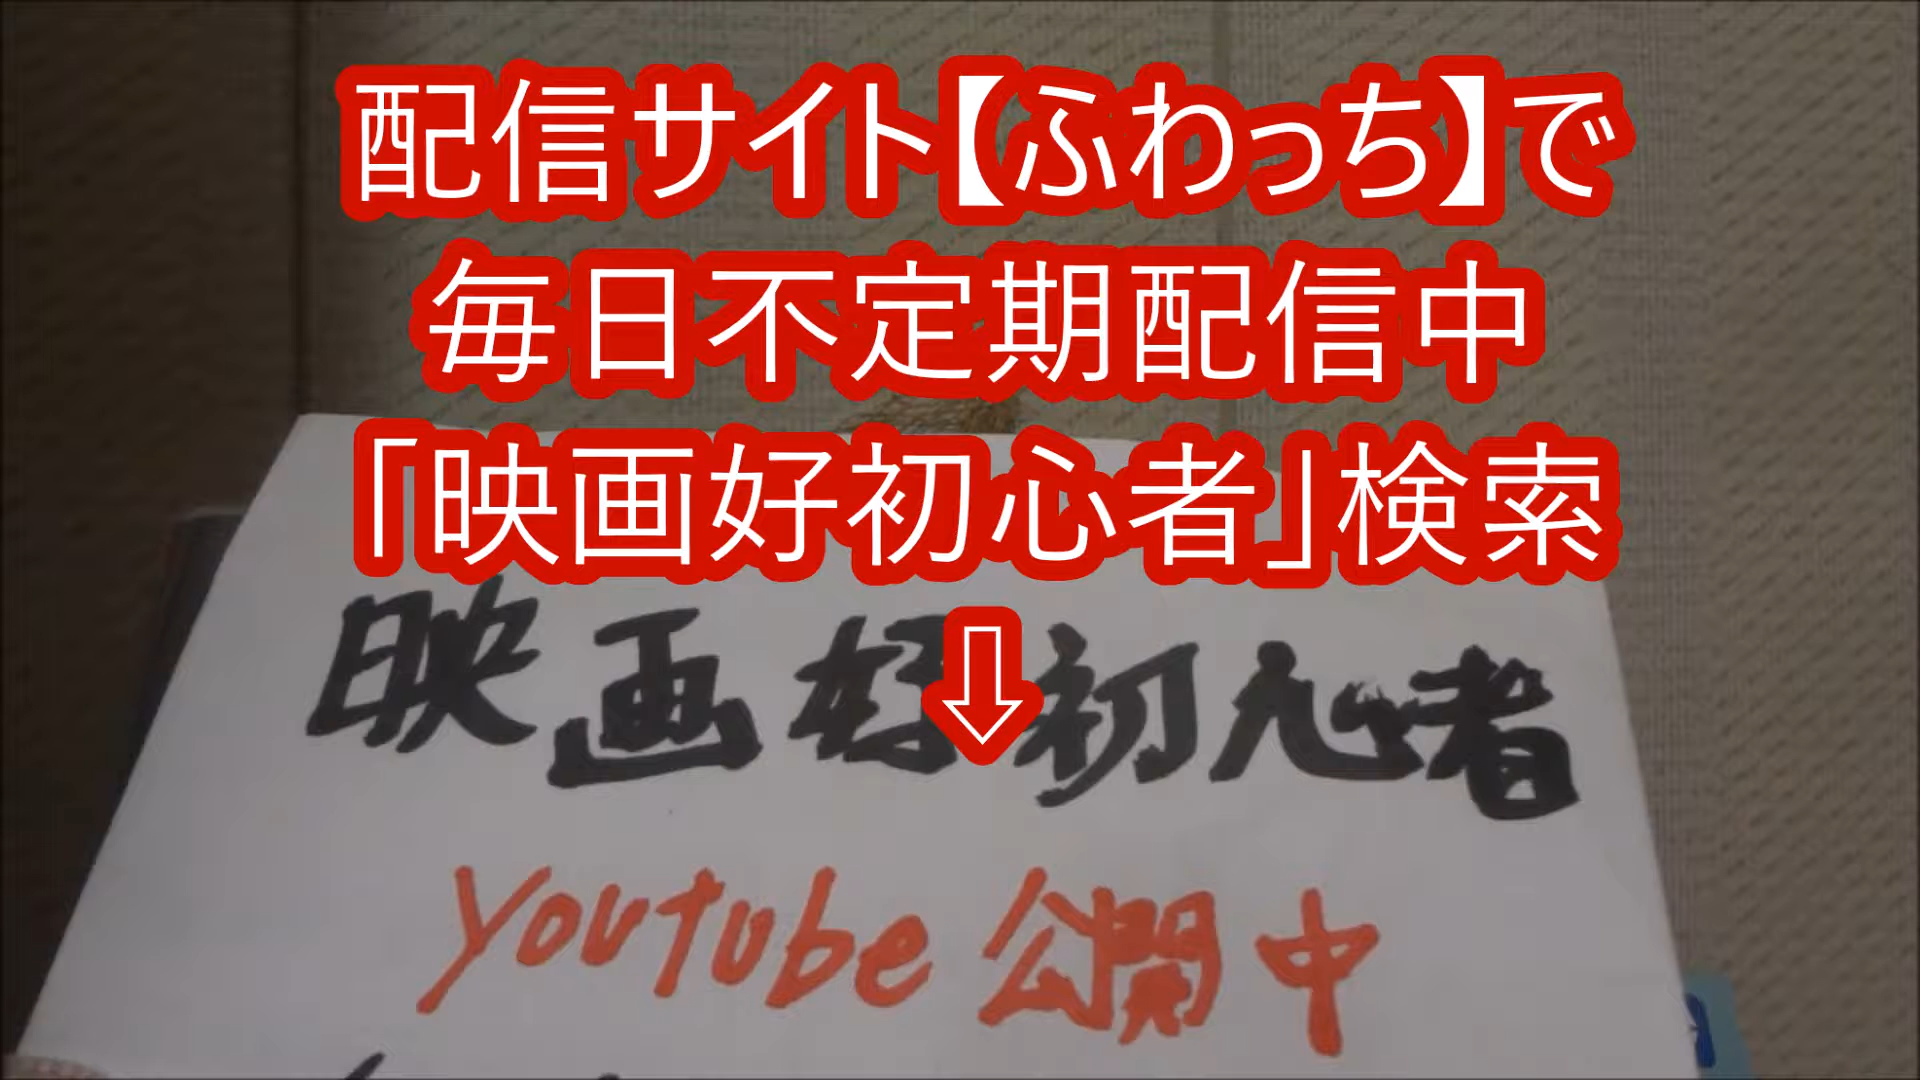 配信サイト【ふわっち】で
毎日不定期配信中
「映画好初心者」検索
⇩
映画好初心者
Youtube 公開中